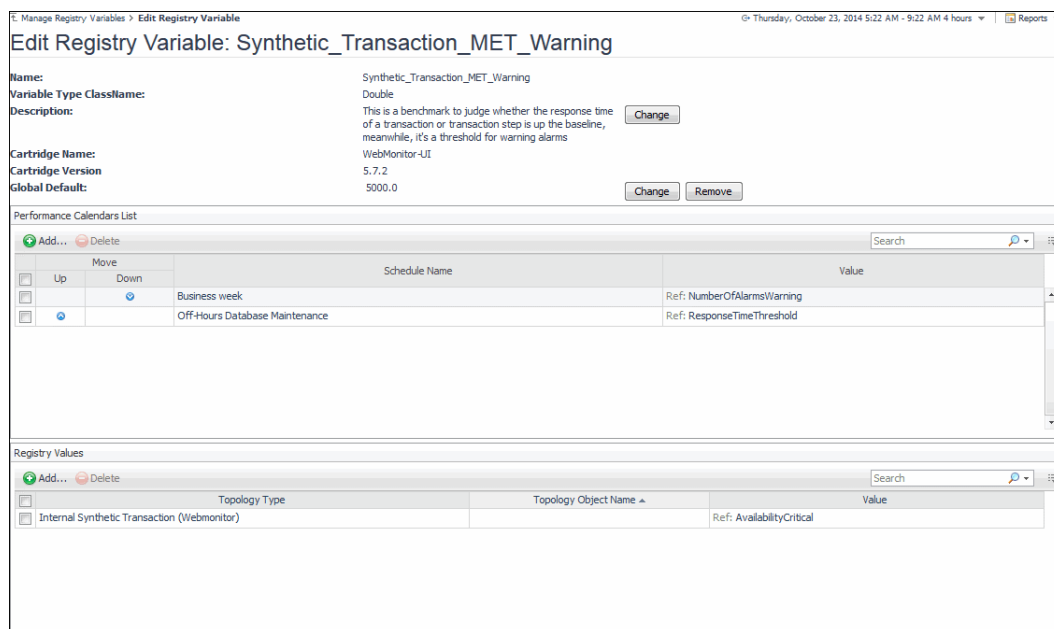 Manage Registry Variables > Edit Registry Variable
Thursday, October 23, 2014 5:22 AM - 9:22 AM 4 hours
Reports
Edit Registry Variable: Synthetic_Transaction_MET_Warning
Name: Synthetic_Transaction_MET_Warning
Variable Type ClassName: Double
Description: This is a benchmark to judge whether the response time
of a transaction or transaction step is up the baseline,
meanwhile, it's a threshold for warning alarms
Change
Cartridge Name: WebMonitor-UI
Cartridge Version 5.7.2
Global Default: 5000.0 Change Remove
Performance Calendars List
Add... Delete Search
Move
Up Down Schedule Name Value
Business week Ref: NumberOfAlarmsWarning
Off-Hours Database Maintenance Ref: ResponseTimeThreshold
Registry Values
Add... Delete Search
Topology Type Topology Object Name Value
Internal Synthetic Transaction (Webmonitor) Ref: AvailabilityCritical